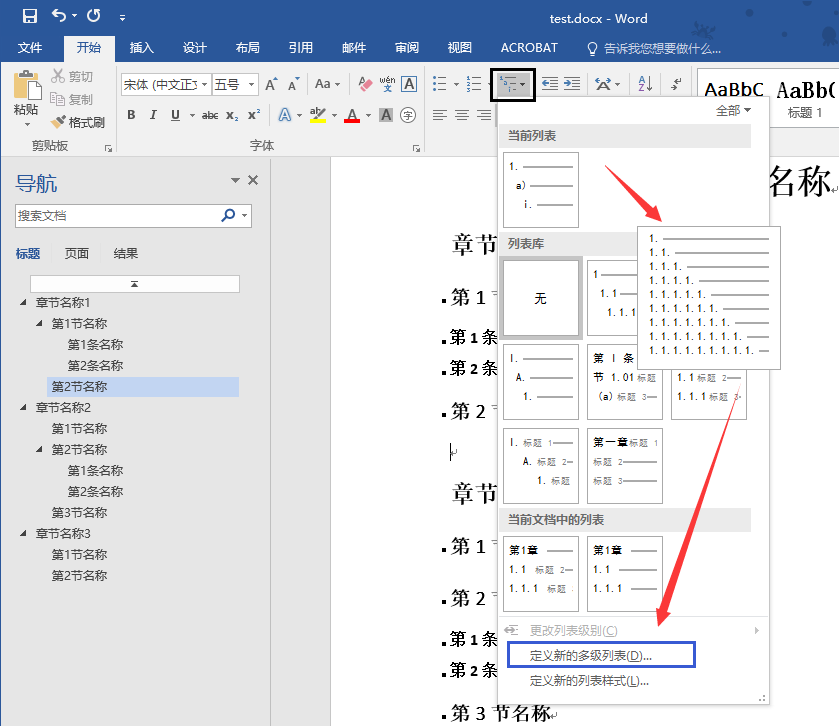 test.docx - Word
文件 开始 插入 设计 布局 引用 邮件 审阅 视图 ACROBAT 告诉我您想要做什么...
粘贴 剪切
复制
格式刷
剪贴板
宋体 (中文正 五号 Aa wén 文 A
B I U abc x₂ x² A aby A A 字
字体
AaBbC AaBb(
标题 1
导航
搜索文档
标题 页面 结果
章节名称1
第1节名称
第1条名称
第2条名称
第2节名称
章节名称2
第1节名称
第2节名称
第1条名称
第2条名称
第3节名称
章节名称3
第1节名称
第2节名称
名称
章节
第 1
第 1 条
第 2 条
第 2
章节
第 1
第 2
第 1 条
第 2 条
第 3 节名称
全部
当前列表
1.
a)
i.
列表库
无
1
1.1
1.1.1
1.
1.1.
1.1.1.
1.1.1.1.
1.1.1.1.1.
1.1.1.1.1.1.
1.1.1.1.1.1.1.
1.1.1.1.1.1.1.1.
1.1.1.1.1.1.1.1.1.
I.
A.
1.
第 I 条
节 1.01 标题
(a) 标题 3
1.1 标题 2
1.1.1 标题 3
I. 标题 1
A. 标题 2
1. 标题
第一章 标题 1
标题 2
标题 3
当前文档中的列表
第1章
1.1 标题 2
1.1.1 标题
第1章
1.1
1.1.1
更改列表级别(C)
定义新的多级列表(D)...
定义新的列表样式(L)...